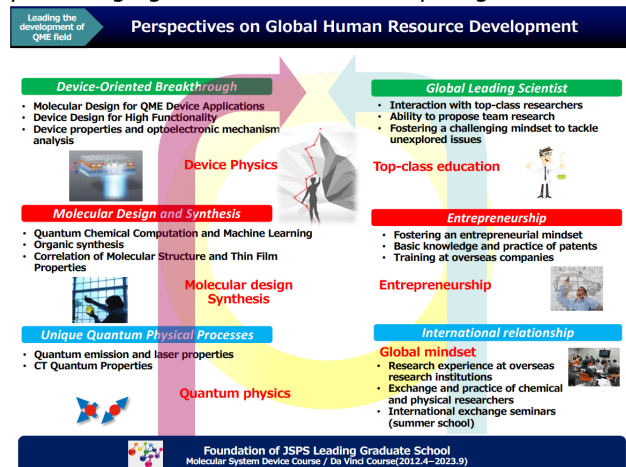 Leading the
development of
QME field
Perspectives on Global Human Resource Development
Device-Oriented Breakthrough
• Molecular Design for QME Device Applications
• Device Design for High Functionality
• Device properties and optoelectronic mechanism
analysis
Device Physics
Molecular Design and Synthesis
• Quantum Chemical Computation and Machine Learning
• Organic synthesis
• Correlation of Molecular Structure and Thin Film
Properties
Molecular design
Synthesis
Unique Quantum Physical Processes
• Quantum emission and laser properties
• CT Quantum Properties
Quantum physics
Global Leading Scientist
• Interaction with top-class researchers
• Ability to propose team research
• Fostering a challenging mindset to tackle
unexplored issues
Top-class education
Entrepreneurship
• Fostering an entrepreneurial mindset
• Basic knowledge and practice of patents
• Training at overseas companies
Entrepreneurship
International relationship
Global mindset
• Research experience at overseas
research institutions
• Exchange and practice of chemical
and physical researchers
• International exchange seminars
(summer school)
Foundation of JSPS Leading Graduate School
Molecular System Device Course / Da Vinci Course(2012.4−2023.9)